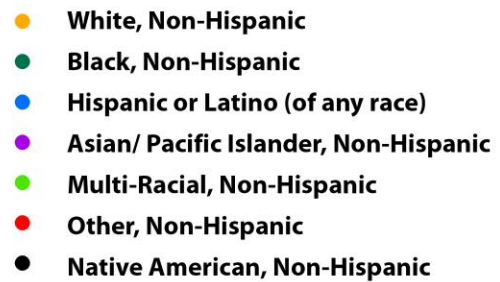 White, Non-Hispanic
Black, Non-Hispanic
Hispanic or Latino (of any race)
Asian/ Pacific Islander, Non-Hispanic
Multi-Racial, Non-Hispanic
Other, Non-Hispanic
Native American, Non-Hispanic